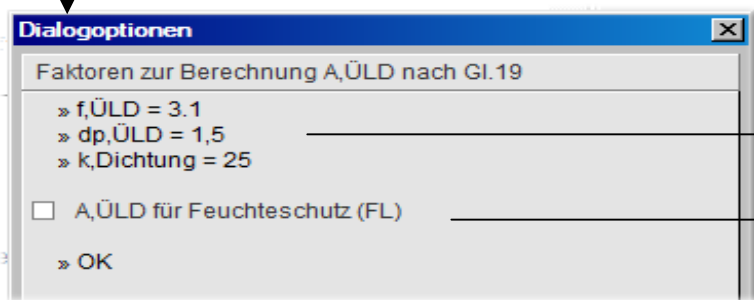 Dialogoptionen
Faktoren zur Berechnung A,ÜLD nach Gl.19
» f,ÜLD = 3.1
» dp,ÜLD = 1,5
» k,Dichtung = 25
A,ÜLD für Feuchteschutz (FL)
» OK